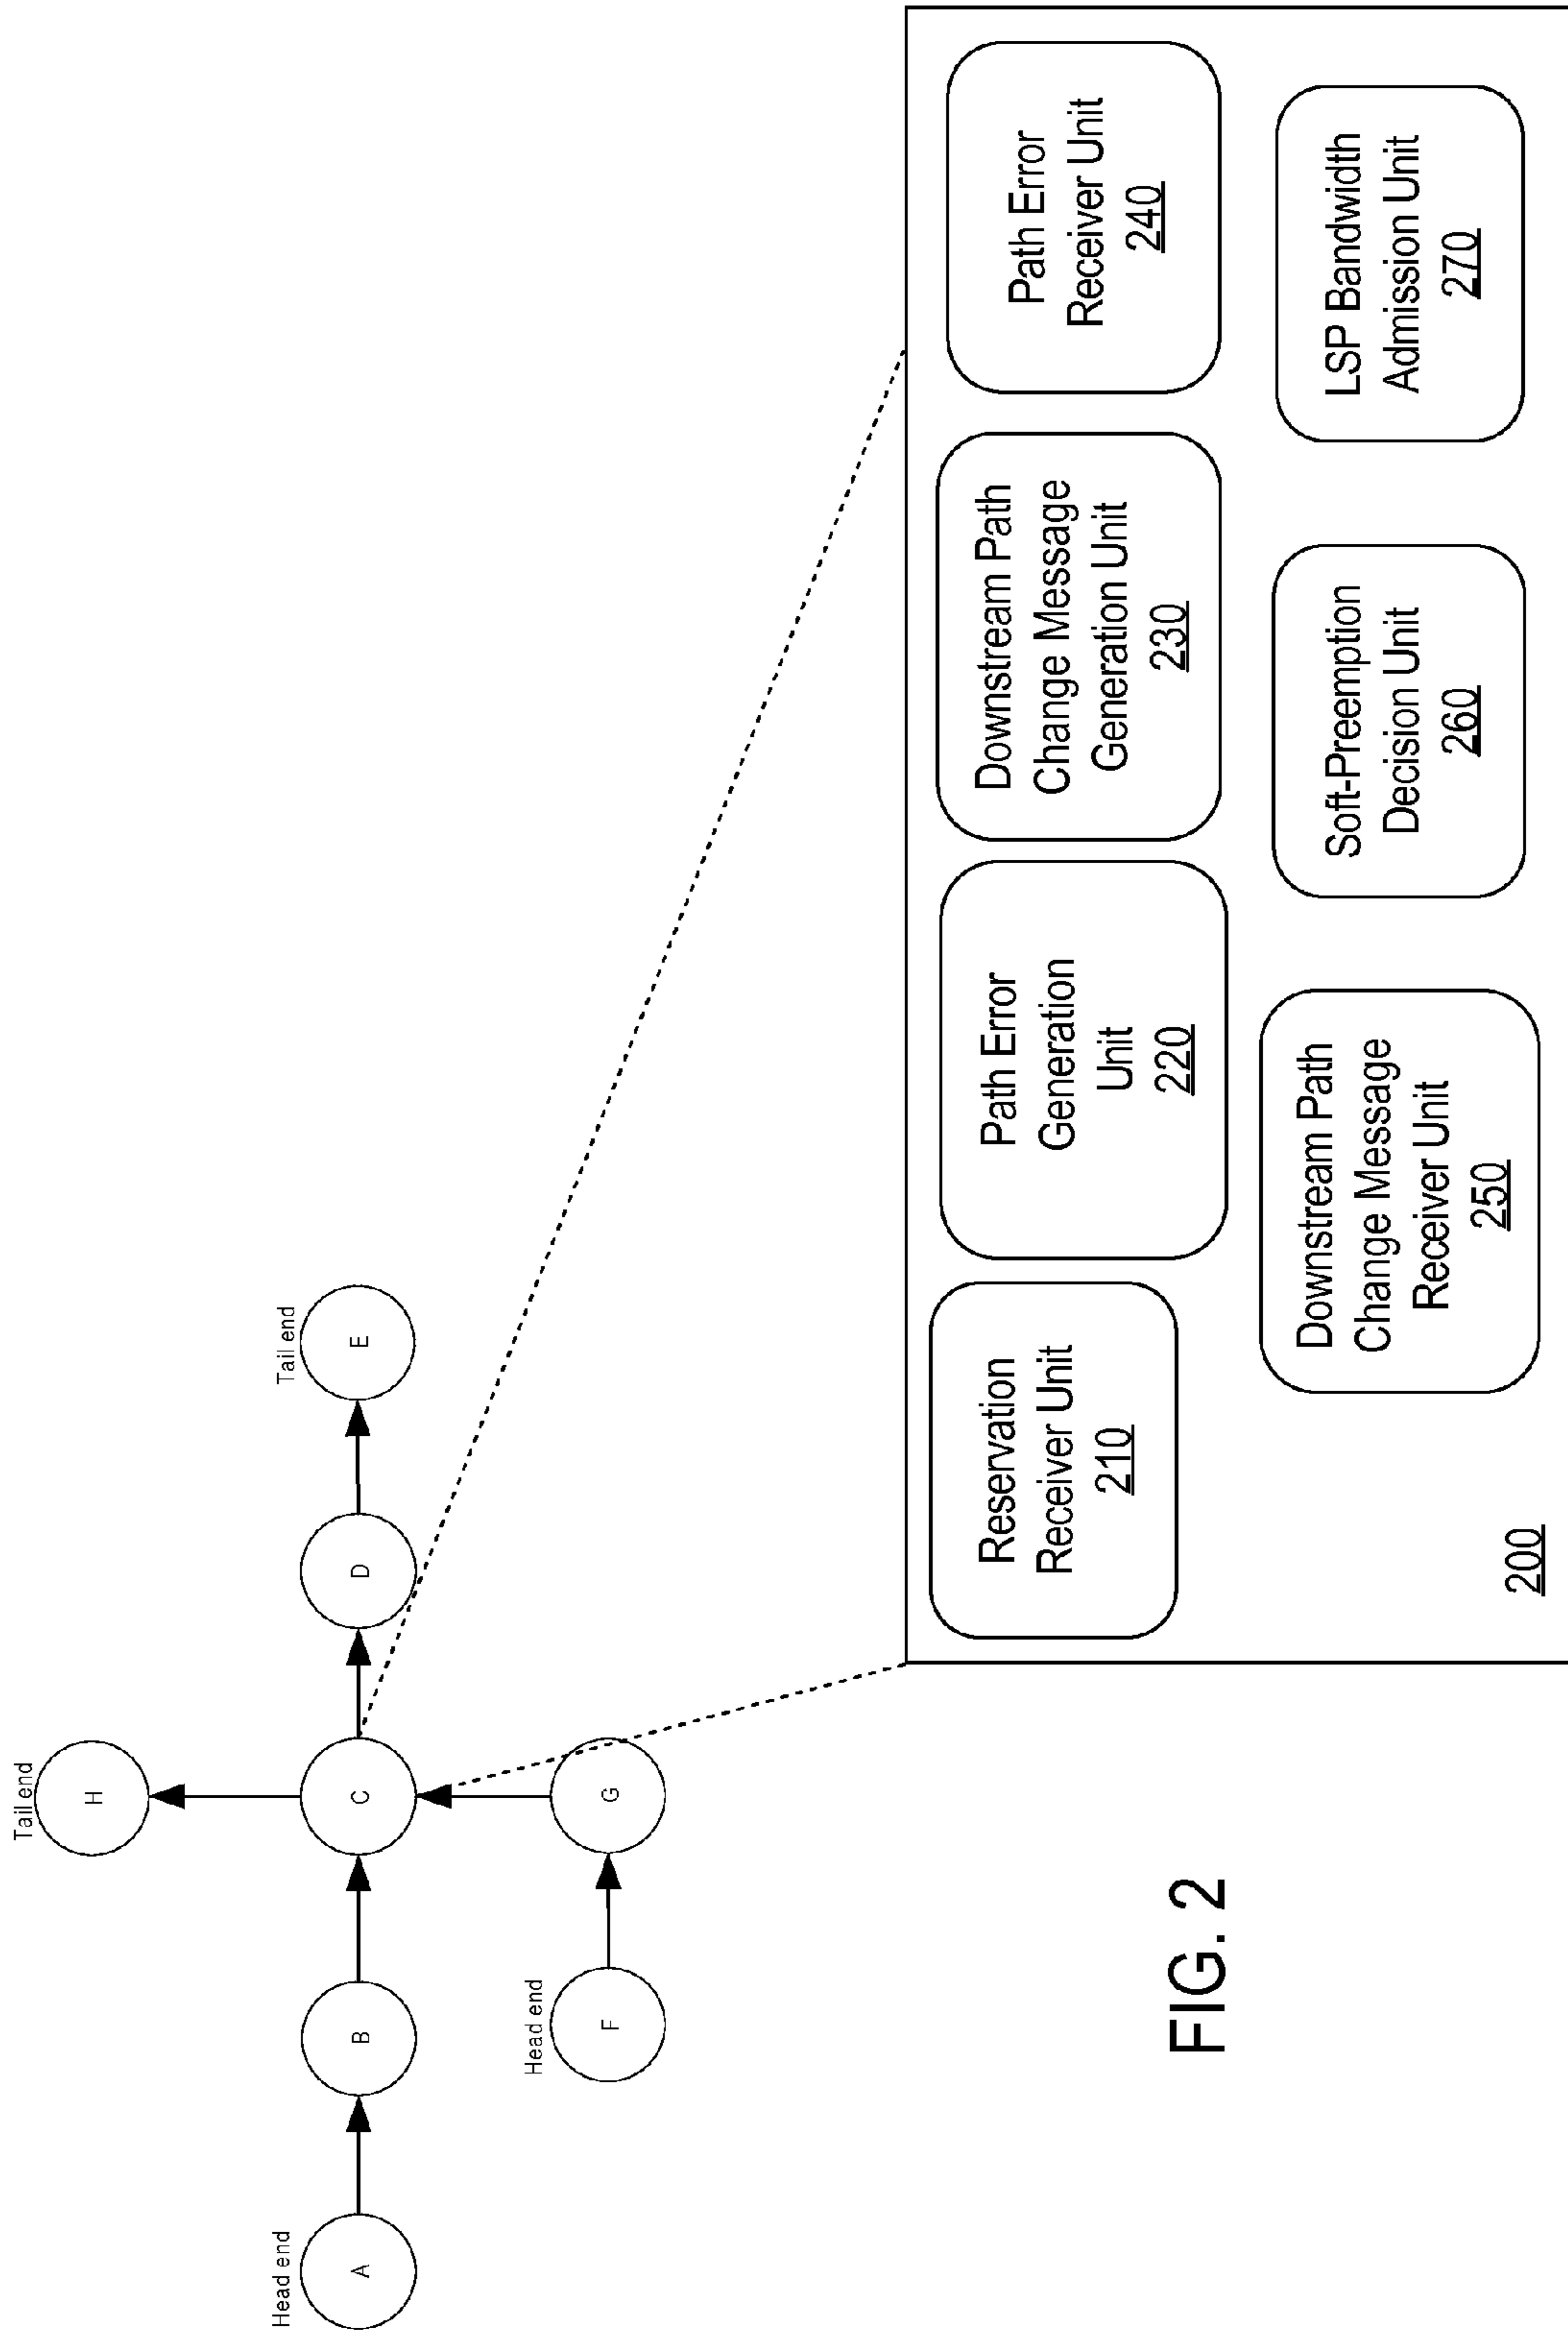 Tail end
H
Head end
A
B
C
D
Tail end
E
Head end
F
G
Reservation
Receiver Unit
210
Path Error
Generation
Unit
220
Downstream Path
Change Message
Generation Unit
230
Path Error
Receiver Unit
240
Downstream Path
Change Message
Receiver Unit
250
Soft-Preemption
Decision Unit
260
LSP Bandwidth
Admission Unit
270
200
FIG. 2